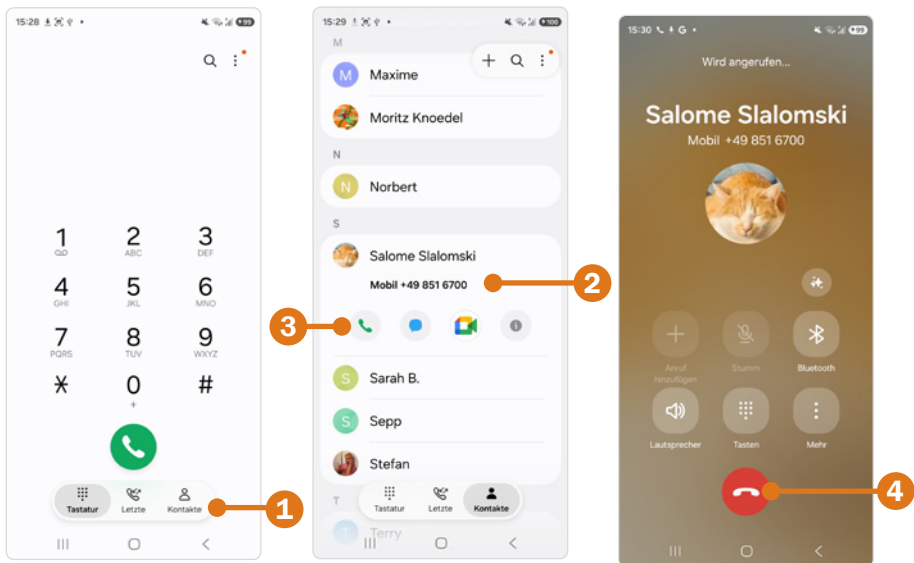 15:28
99
1
2
ABC
3
DEF
4
GHI
5
JKL
6
MNO
7
PQRS
8
TUV
9
WXYZ
0
+
#
Tastatur Letzte Kontakte
1
15:29
100
M
M Maxime
Moritz Knoedel
N
N Norbert
S
Salome Slalomski
Mobil +49 851 6700
2
3
S Sarah B.
S Sepp
Stefan
T
Tastatur Letzte Kontakte
T Terry
15:30 G
99
Wird angerufen...
Salome Slalomski
Mobil +49 851 6700
Anruf hinzufügen
Stumm
Bluetooth
Lautsprecher Tasten Mehr
4